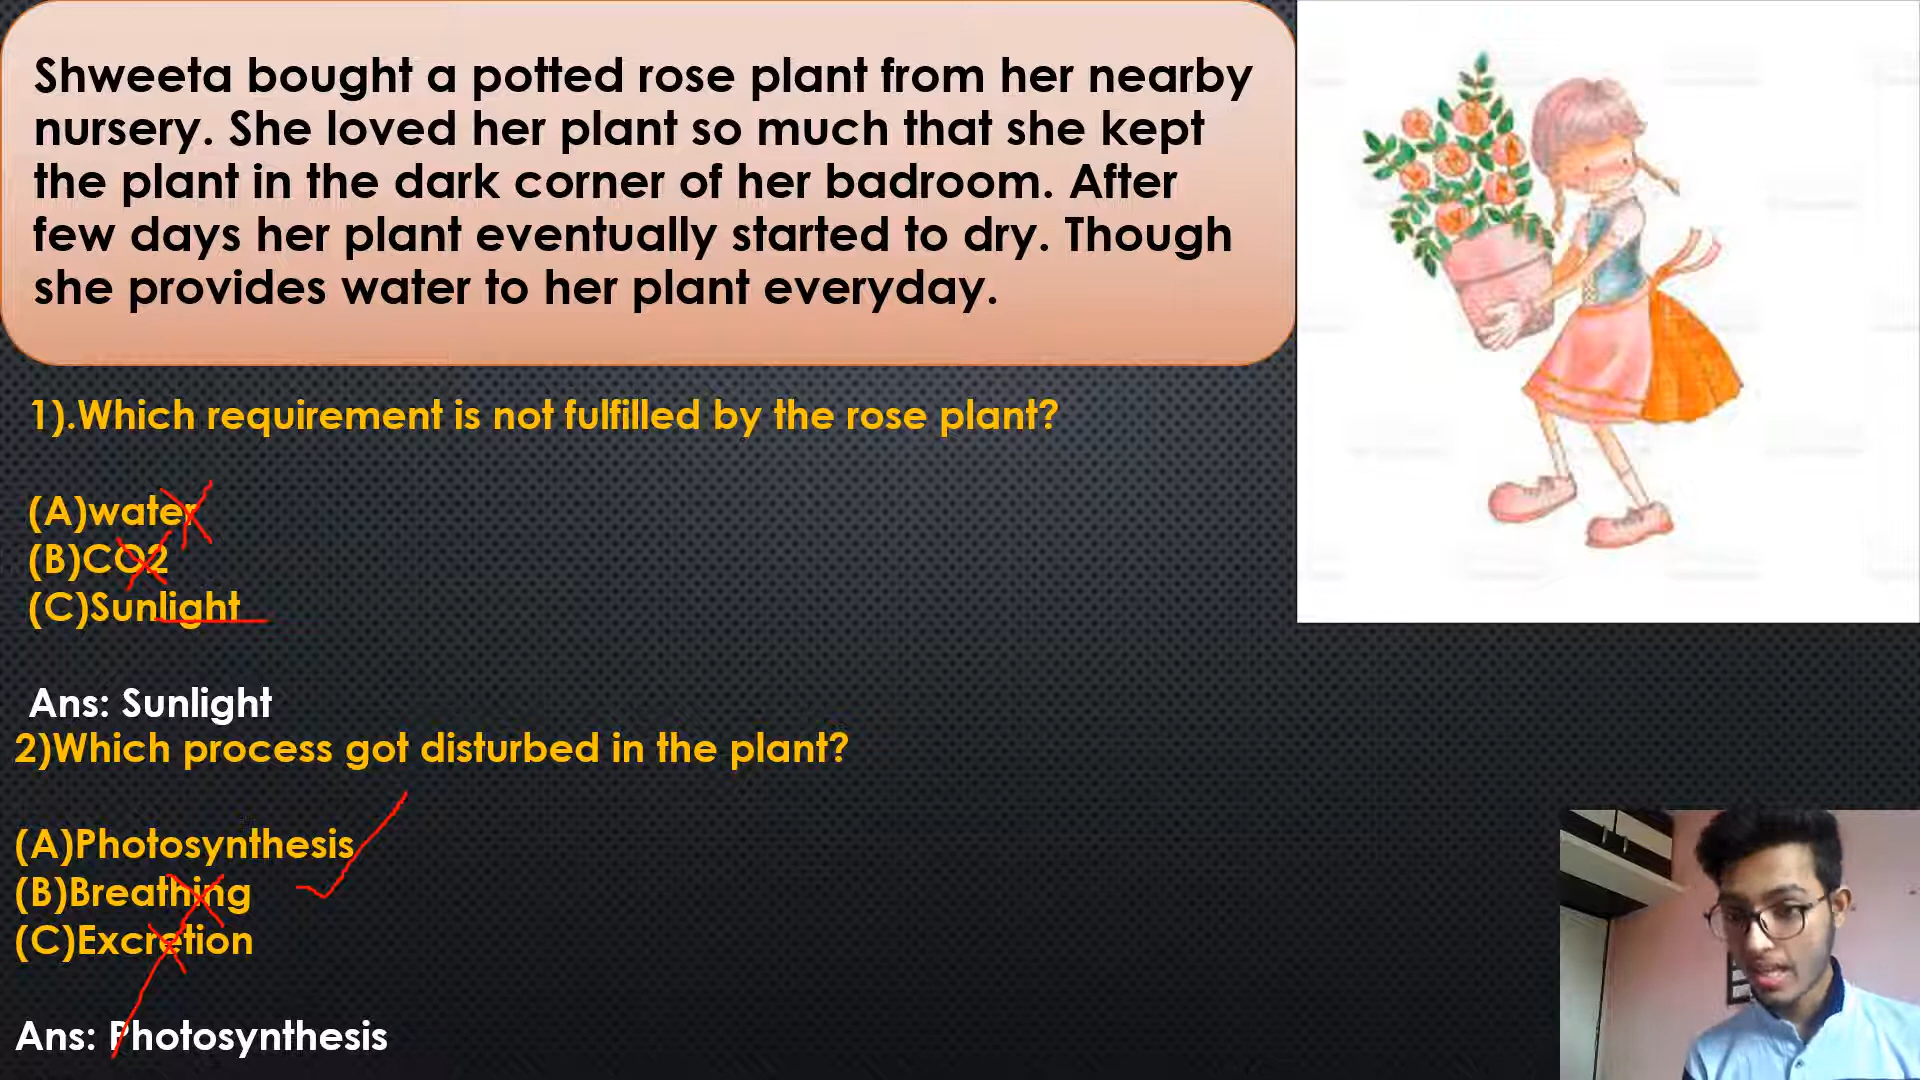 Shweeta bought a potted rose plant from her nearby
nursery. She loved her plant so much that she kept
the plant in the dark corner of her badroom. After
few days her plant eventually started to dry. Though
she provides water to her plant everyday.
1).Which requirement is not fulfilled by the rose plant?
(A)water
(B)CO2
(C)Sunlight
Ans: Sunlight
2)Which process got disturbed in the plant?
(A)Photosynthesis
(B)Breathing
(C)Excretion
Ans: Photosynthesis